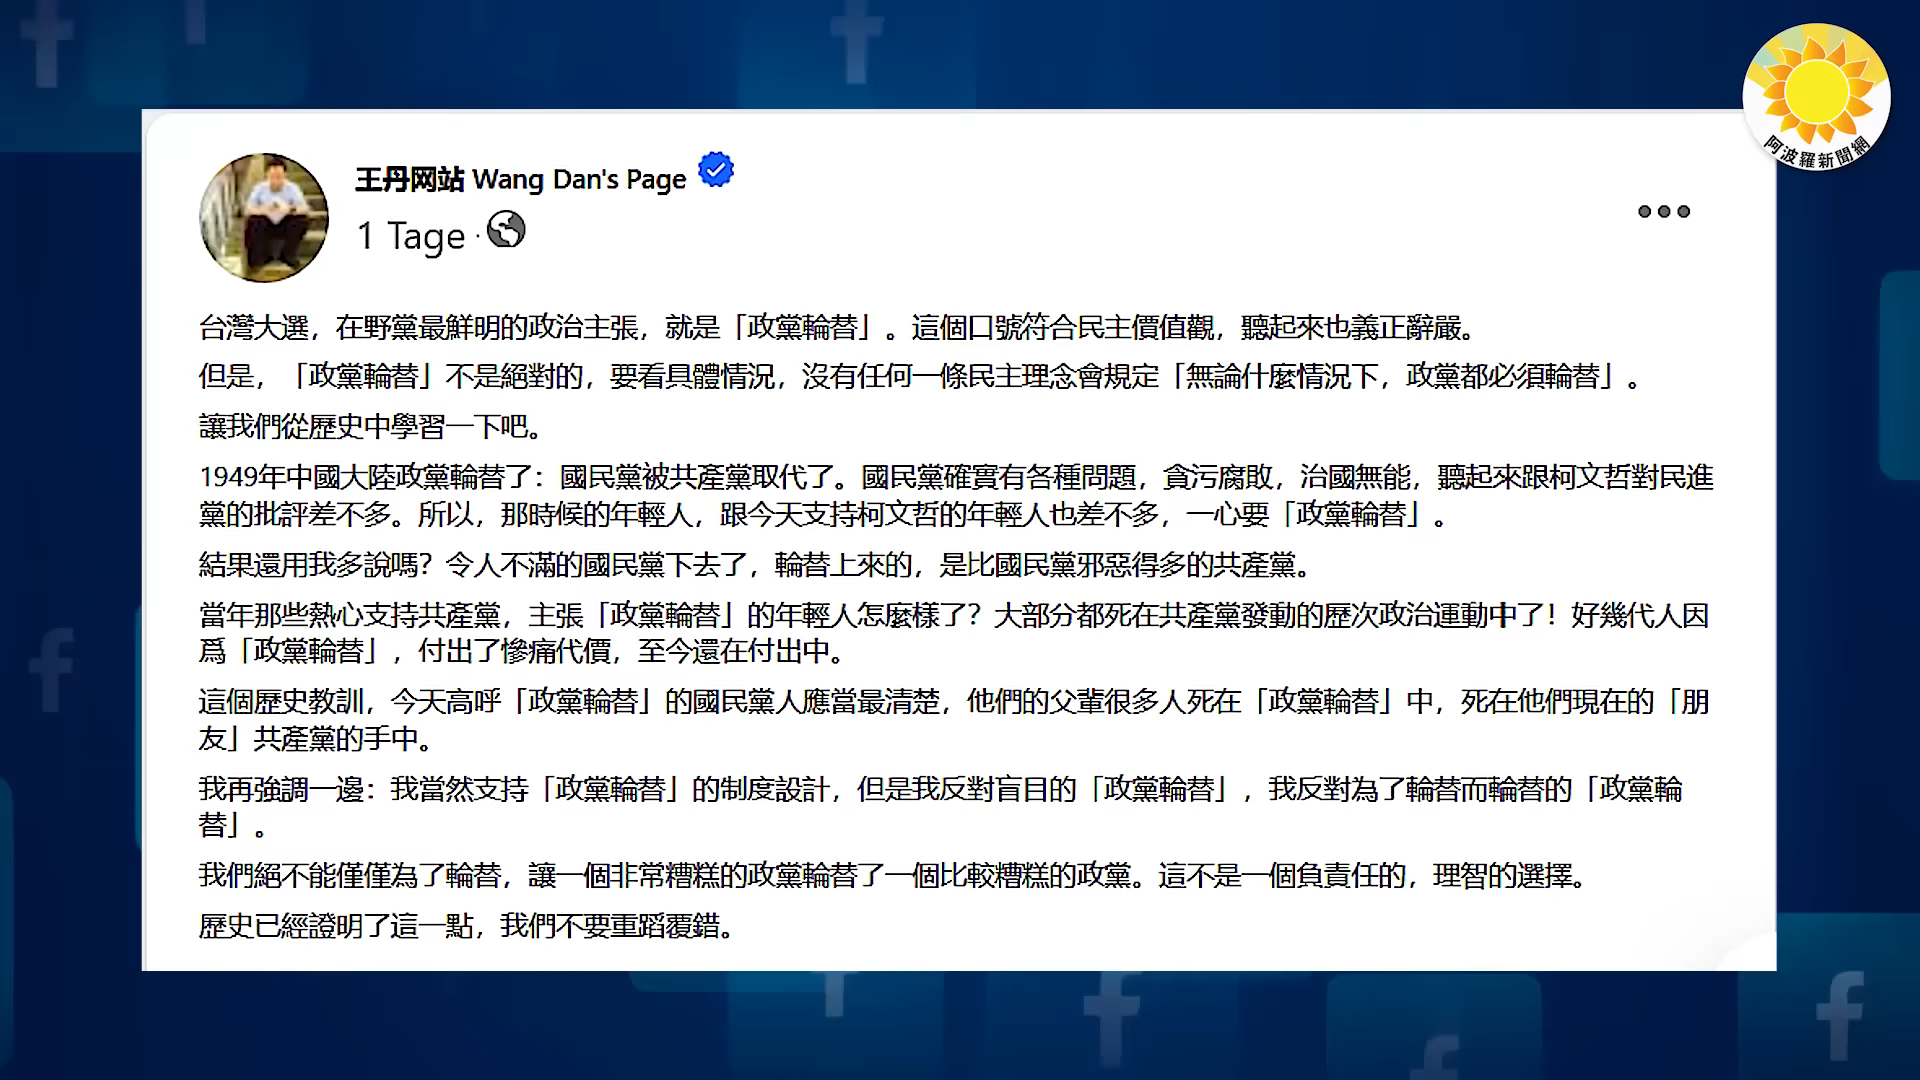 阿波羅新聞網
王丹网站 Wang Dan's Page
1 Tage ·
台灣大選，在野黨最鮮明的政治主張，就是「政黨輪替」。這個口號符合民主價值觀，聽起來也義正辭嚴。
但是，「政黨輪替」不是絕對的，要看具體情況，沒有任何一條民主理念會規定「無論什麼情況下，政黨都必須輪替」。
讓我們從歷史中學習一下吧。
1949年中國大陸政黨輪替了：國民黨被共產黨取代了。國民黨確實有各種問題，貪污腐敗，治國無能，聽起來跟柯文哲對民進
黨的批評差不多。所以，那時候的年輕人，跟今天支持柯文哲的年輕人也差不多，一心要「政黨輪替」。
結果還用我多說嗎？令人不滿的國民黨下去了，輪替上來的，是比國民黨邪惡得多的共產黨。
當年那些熱心支持共產黨，主張「政黨輪替」的年輕人怎麼樣了？大部分都死在共產黨發動的歷次政治運動中了！好幾代人因
爲「政黨輪替」，付出了慘痛代價，至今還在付出中。
這個歷史教訓，今天高呼「政黨輪替」的國民黨人應當最清楚，他們的父輩很多人死在「政黨輪替」中，死在他們現在的「朋
友」共產黨的手中。
我再強調一邊：我當然支持「政黨輪替」的制度設計，但是我反對盲目的「政黨輪替」，我反對為了輪替而輪替的「政黨輪
替」。
我們絕不能僅僅為了輪替，讓一個非常糟糕的政黨輪替了一個比較糟糕的政黨。這不是一個負責任的，理智的選擇。
歷史已經證明了這一點，我們不要重蹈覆錯。